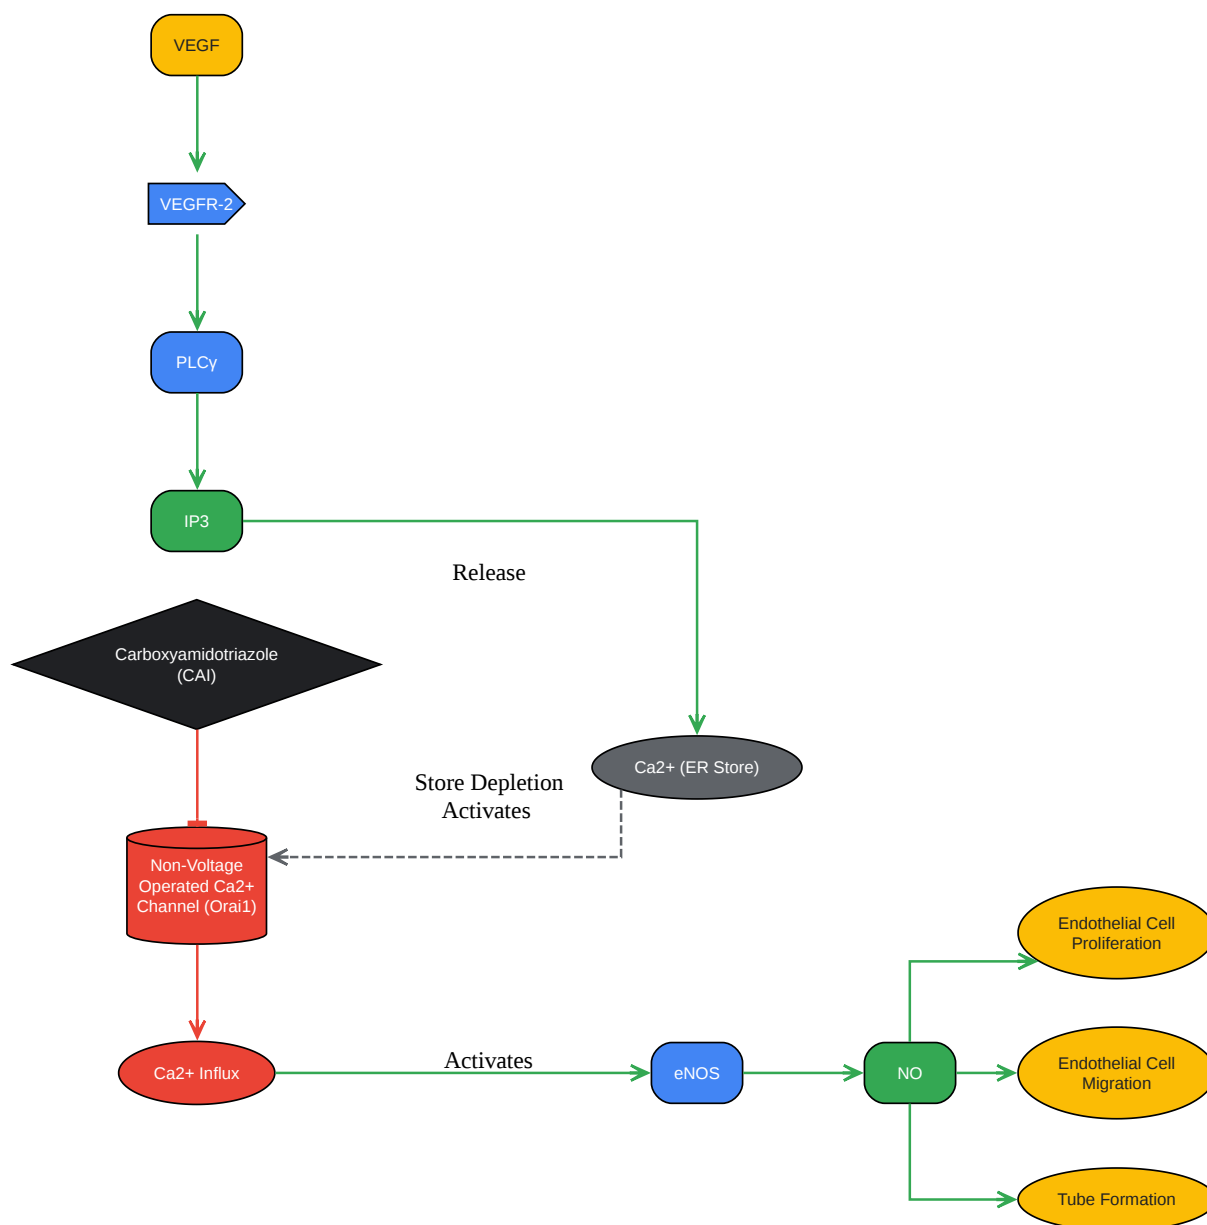 VEGF
VEGFR-2
PLCγ
IP3
Release
Carboxyamidotriazole
(CAI)
Ca2+ (ER Store)
Store Depletion
Activates
Non-Voltage
Operated Ca2+
Channel (Orai1)
Endothelial Cell
Proliferation
Ca2+ Influx
Activates
eNOS
NO
Endothelial Cell
Migration
Tube Formation